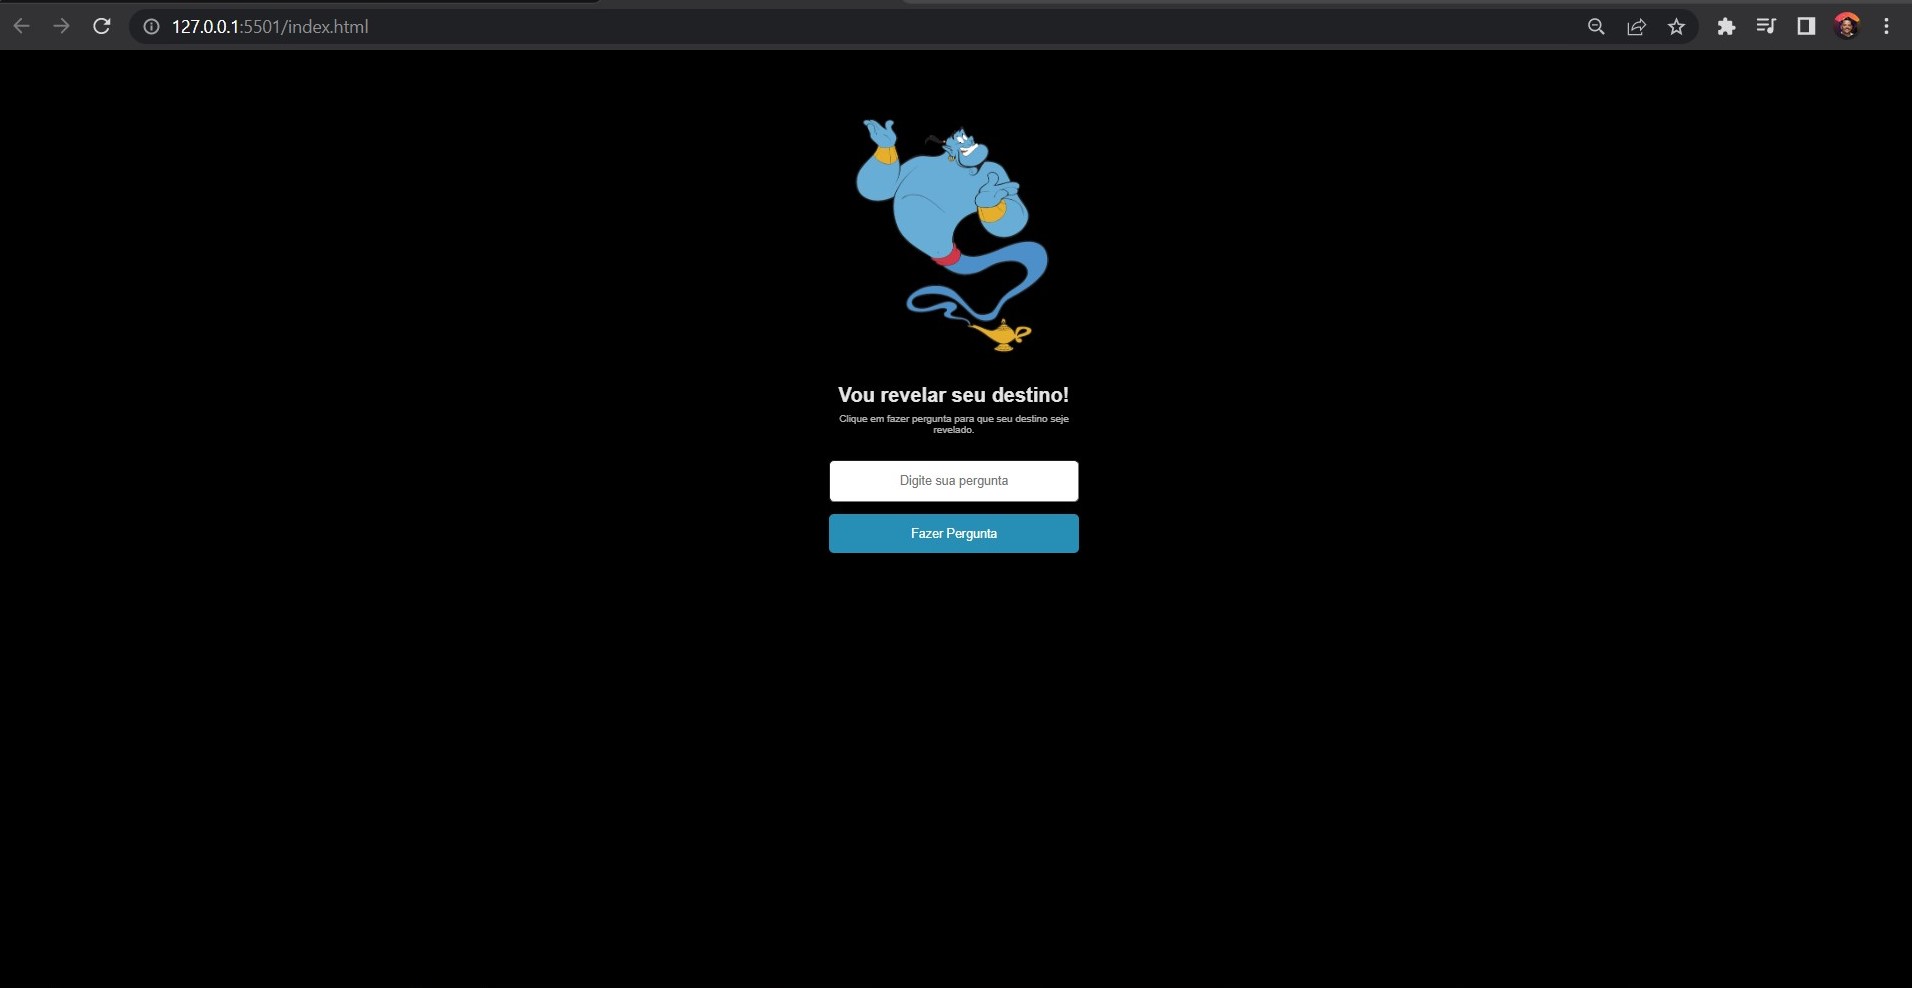 127.0.0.1:5501/index.html
Vou revelar seu destino!
Clique em fazer pergunta para que seu destino seje
revelado.
Digite sua pergunta
Fazer Pergunta